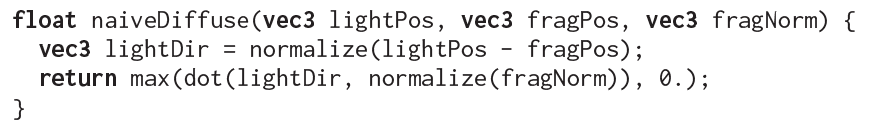 float naiveDiffuse(vec3 lightPos, vec3 fragPos, vec3 fragNorm) {
  vec3 lightDir = normalize(lightPos - fragPos);
  return max(dot(lightDir, normalize(fragNorm)), 0.);
}